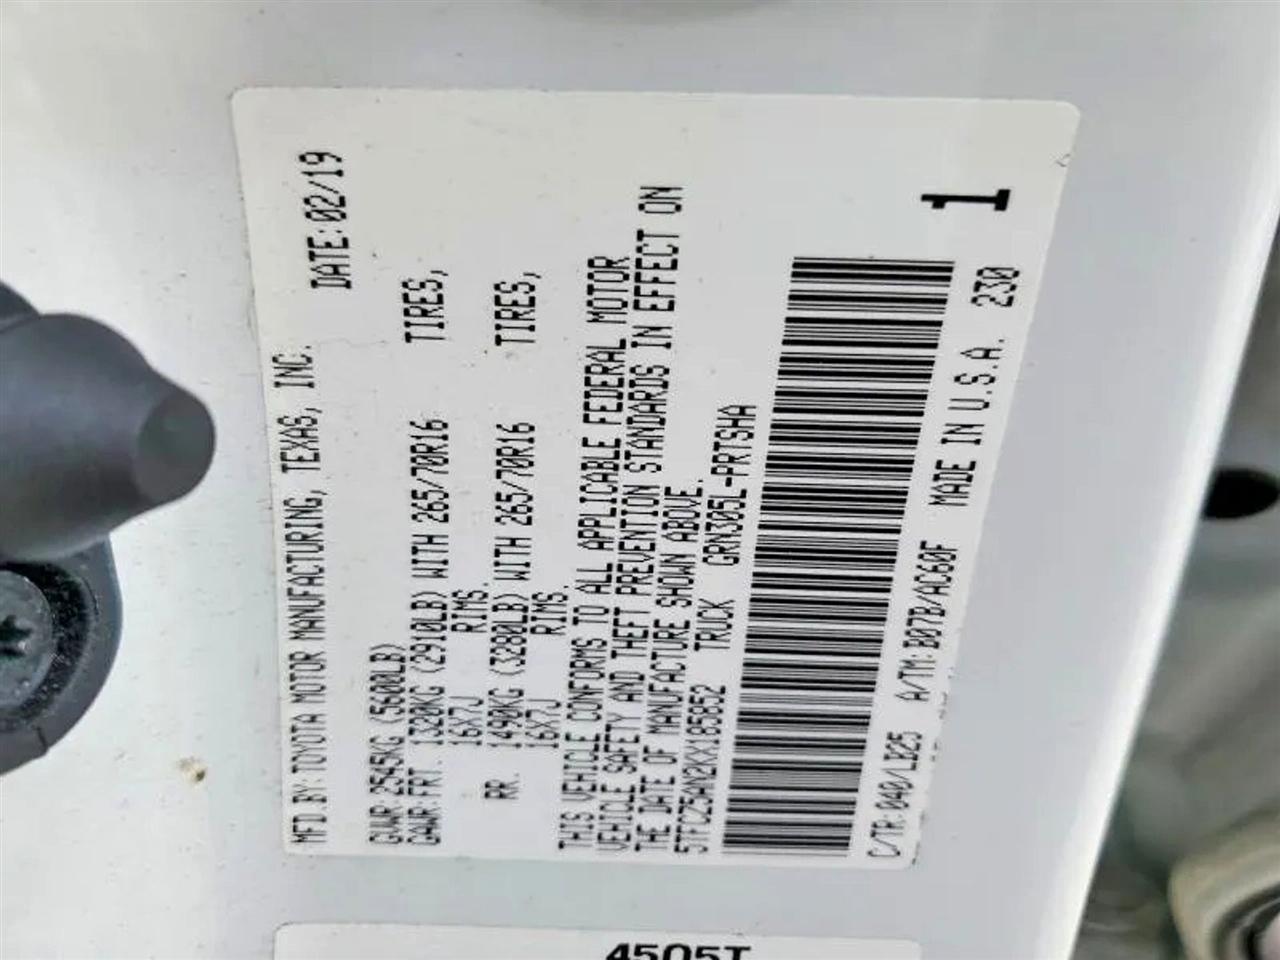 MFD BY: TOYOTA MOTOR MANUFACTURING, TEXAS, INC.
DATE: 02/19
GVWR: 2545KG (5600LB)
GAWR: FRT. 1320KG (2910LB) WITH 265/70R16 TIRES,
16X7J RIMS.
RR. 1490KG (3280LB) WITH 265/70R16 TIRES,
16X7J RIMS.
THIS VEHICLE CONFORMS TO ALL APPLICABLE FEDERAL MOTOR
VEHICLE SAFETY AND THEFT PREVENTION STANDARDS IN EFFECT ON
THE DATE OF MANUFACTURE SHOWN ABOVE.
TRUCK GRN305L-PRTSHA
C/TR: 040/LB25 A/TM: B07B/AC60F MADE IN U.S.A. 230
1
4505T